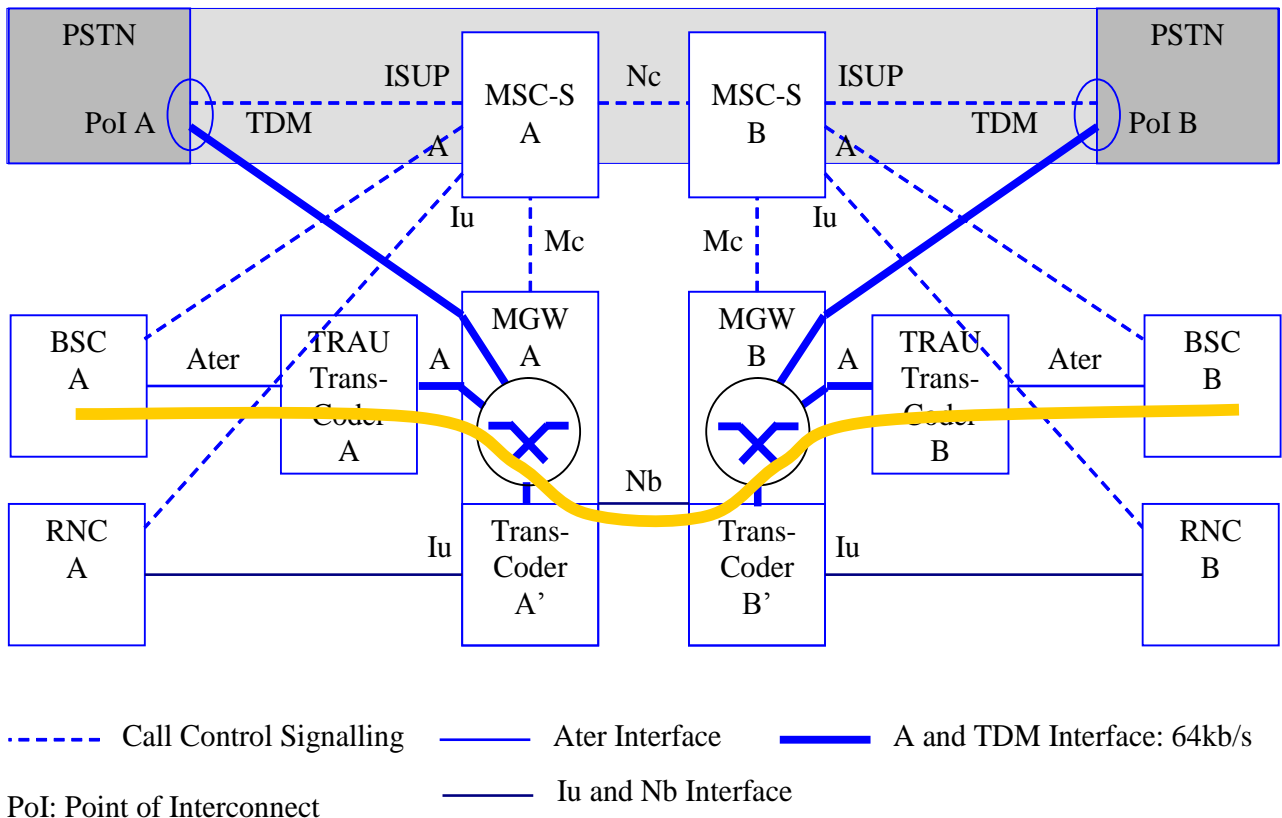 PSTN
PSTN
ISUP
Nc
ISUP
MSC-S
A
MSC-S
B
PoI A
TDM
TDM
PoI B
A
A
Iu
Iu
Mc
Mc
BSC
A
Ater
TRAU
Trans-
Coder
A
A
MGW
A
MGW
B
A
TRAU
Trans-
Coder
B
Ater
BSC
B
Nb
RNC
A
Iu
Trans-
Coder
A’
Trans-
Coder
B’
Iu
RNC
B
Call Control Signalling
Ater Interface
A and TDM Interface: 64kb/s
PoI: Point of Interconnect
Iu and Nb Interface